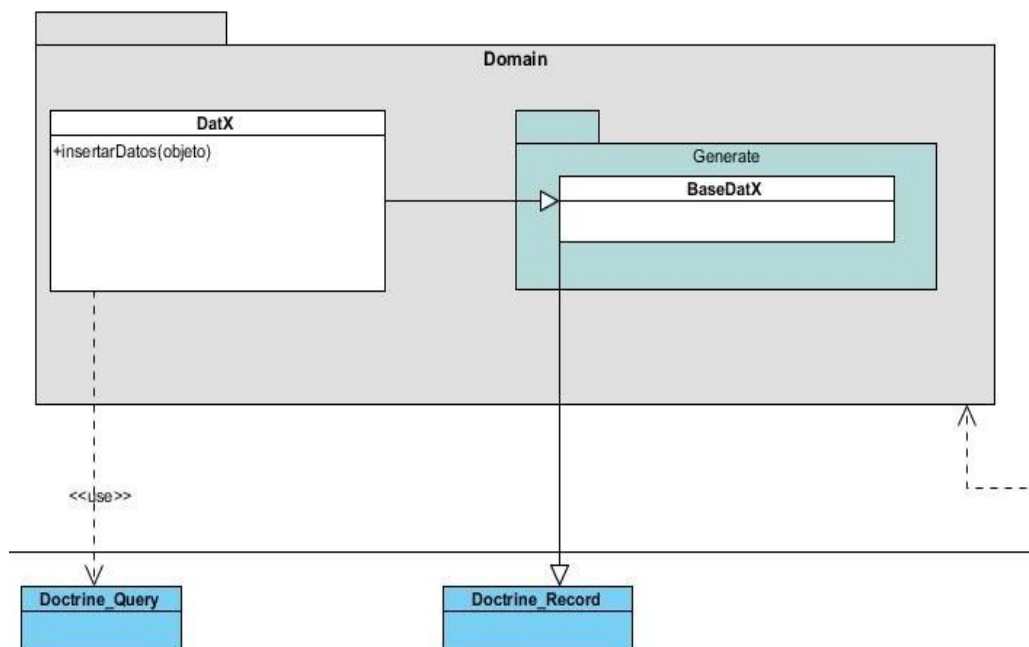 Domain
DatX
+insertarDatos(objeto)
Generate
BaseDatX
<<use>>
Doctrine_Query
Doctrine_Record